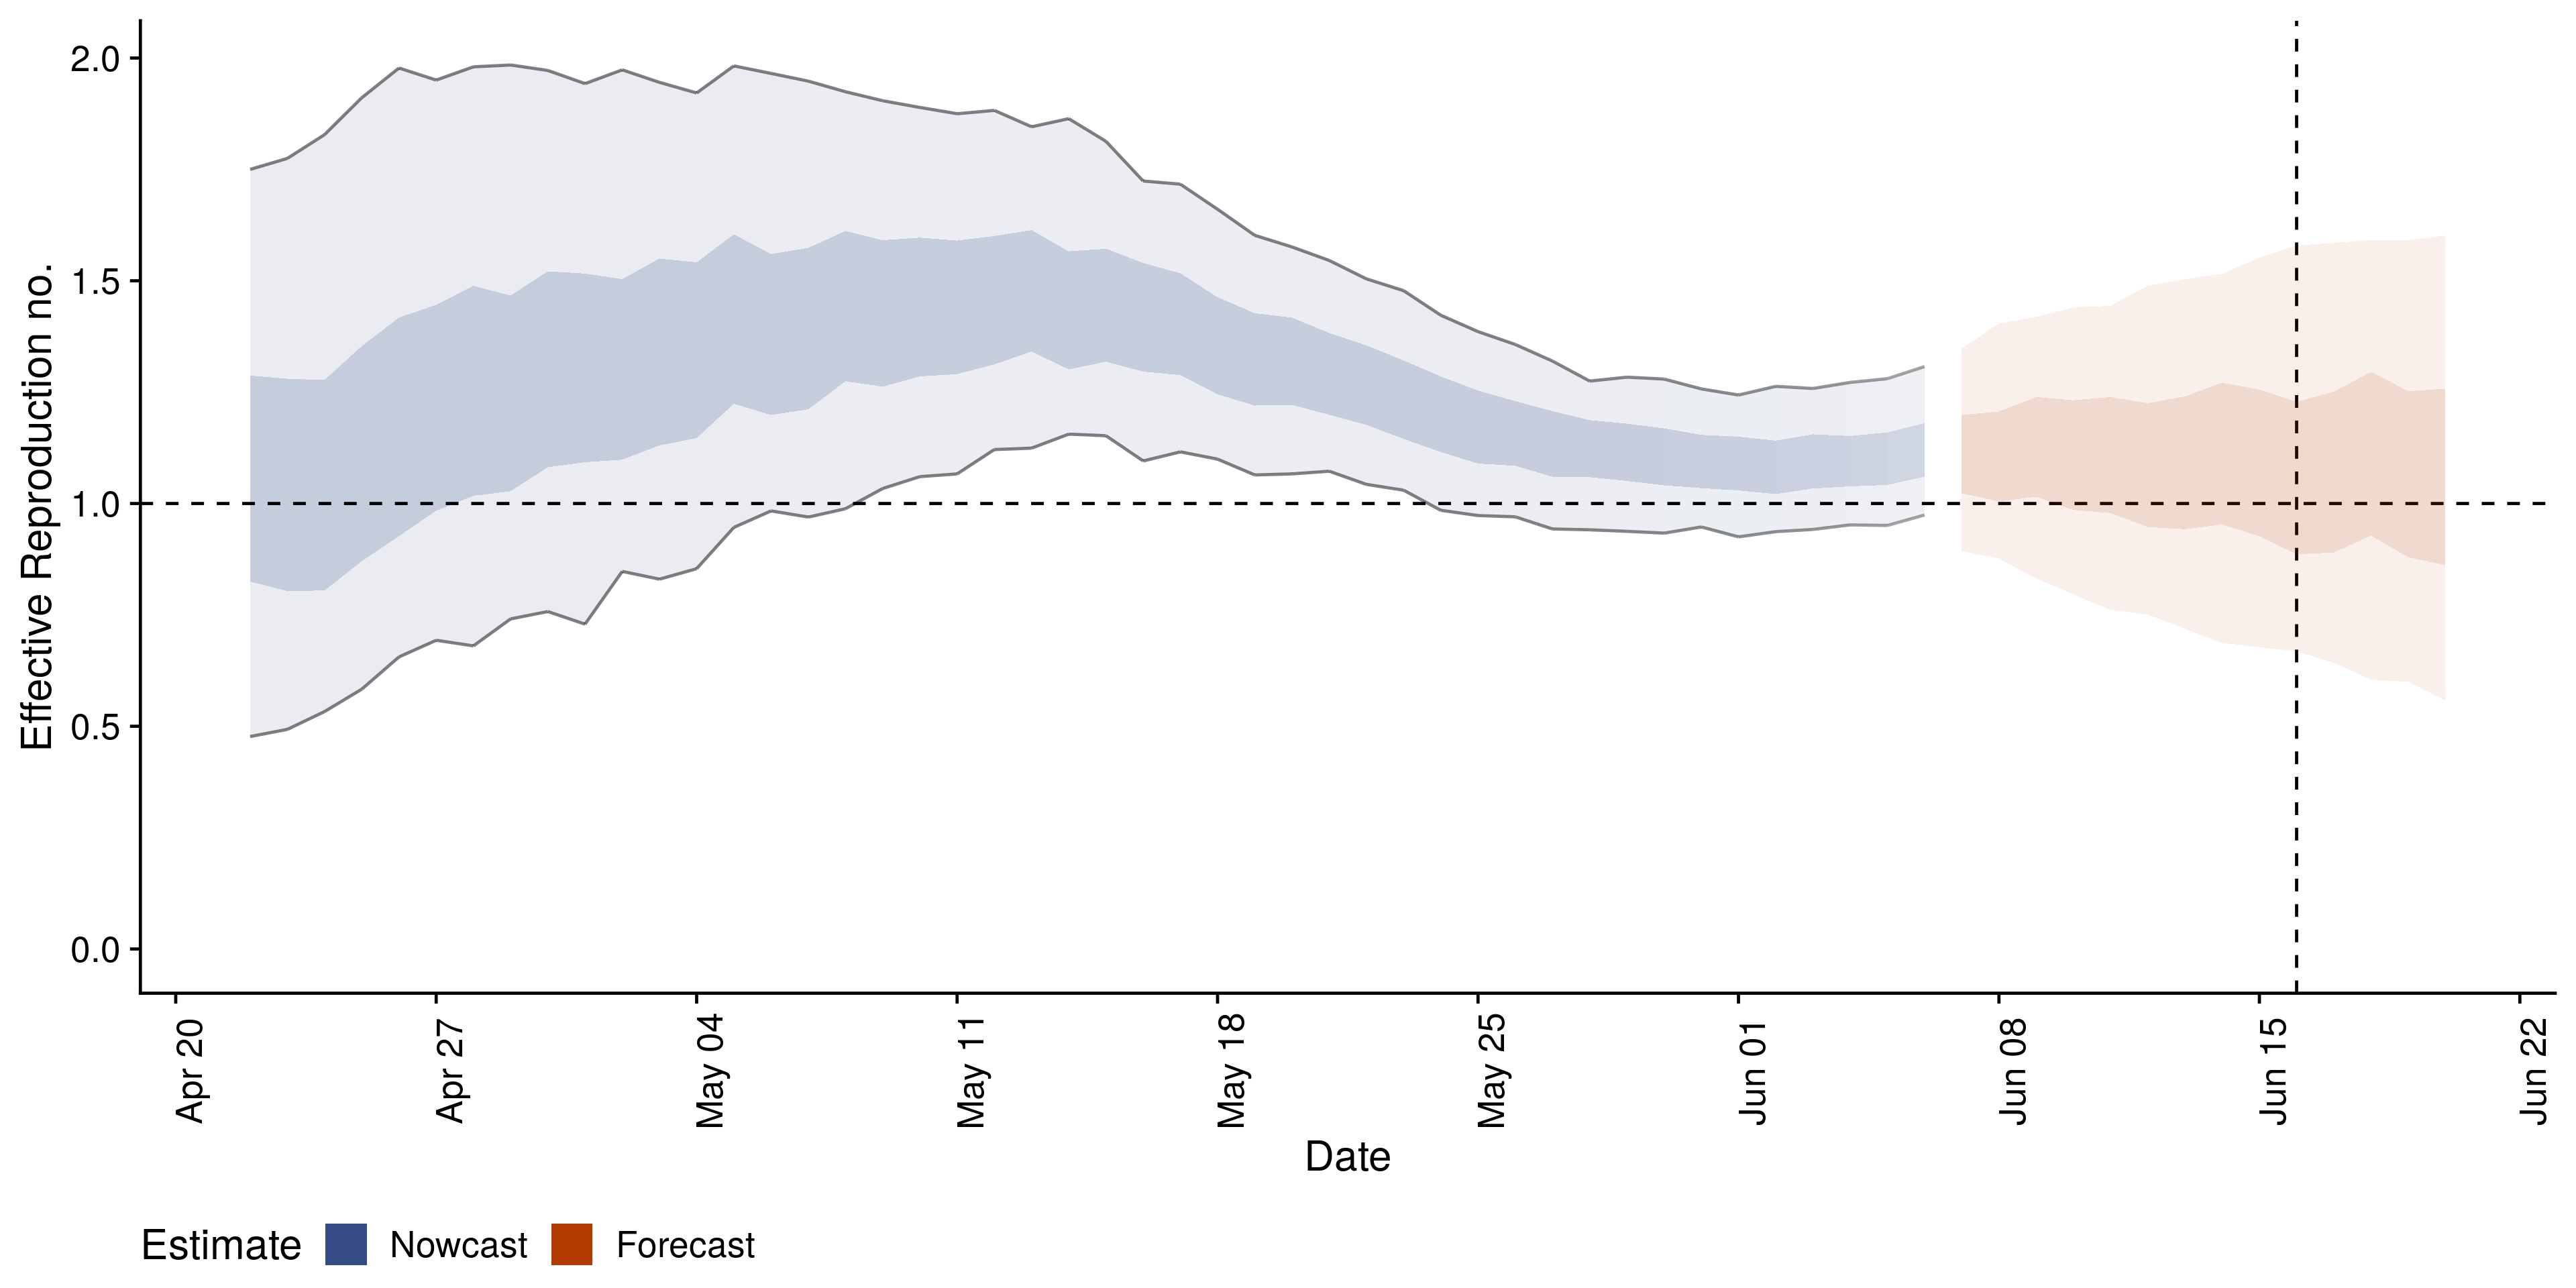 Effective Reproduction no.
2.0
1.5
1.0
0.5
0.0
Apr 20
Apr 27
May 04
May 11
May 18
May 25
Jun 01
Jun 08
Jun 15
Jun 22
Date
Estimate Nowcast Forecast